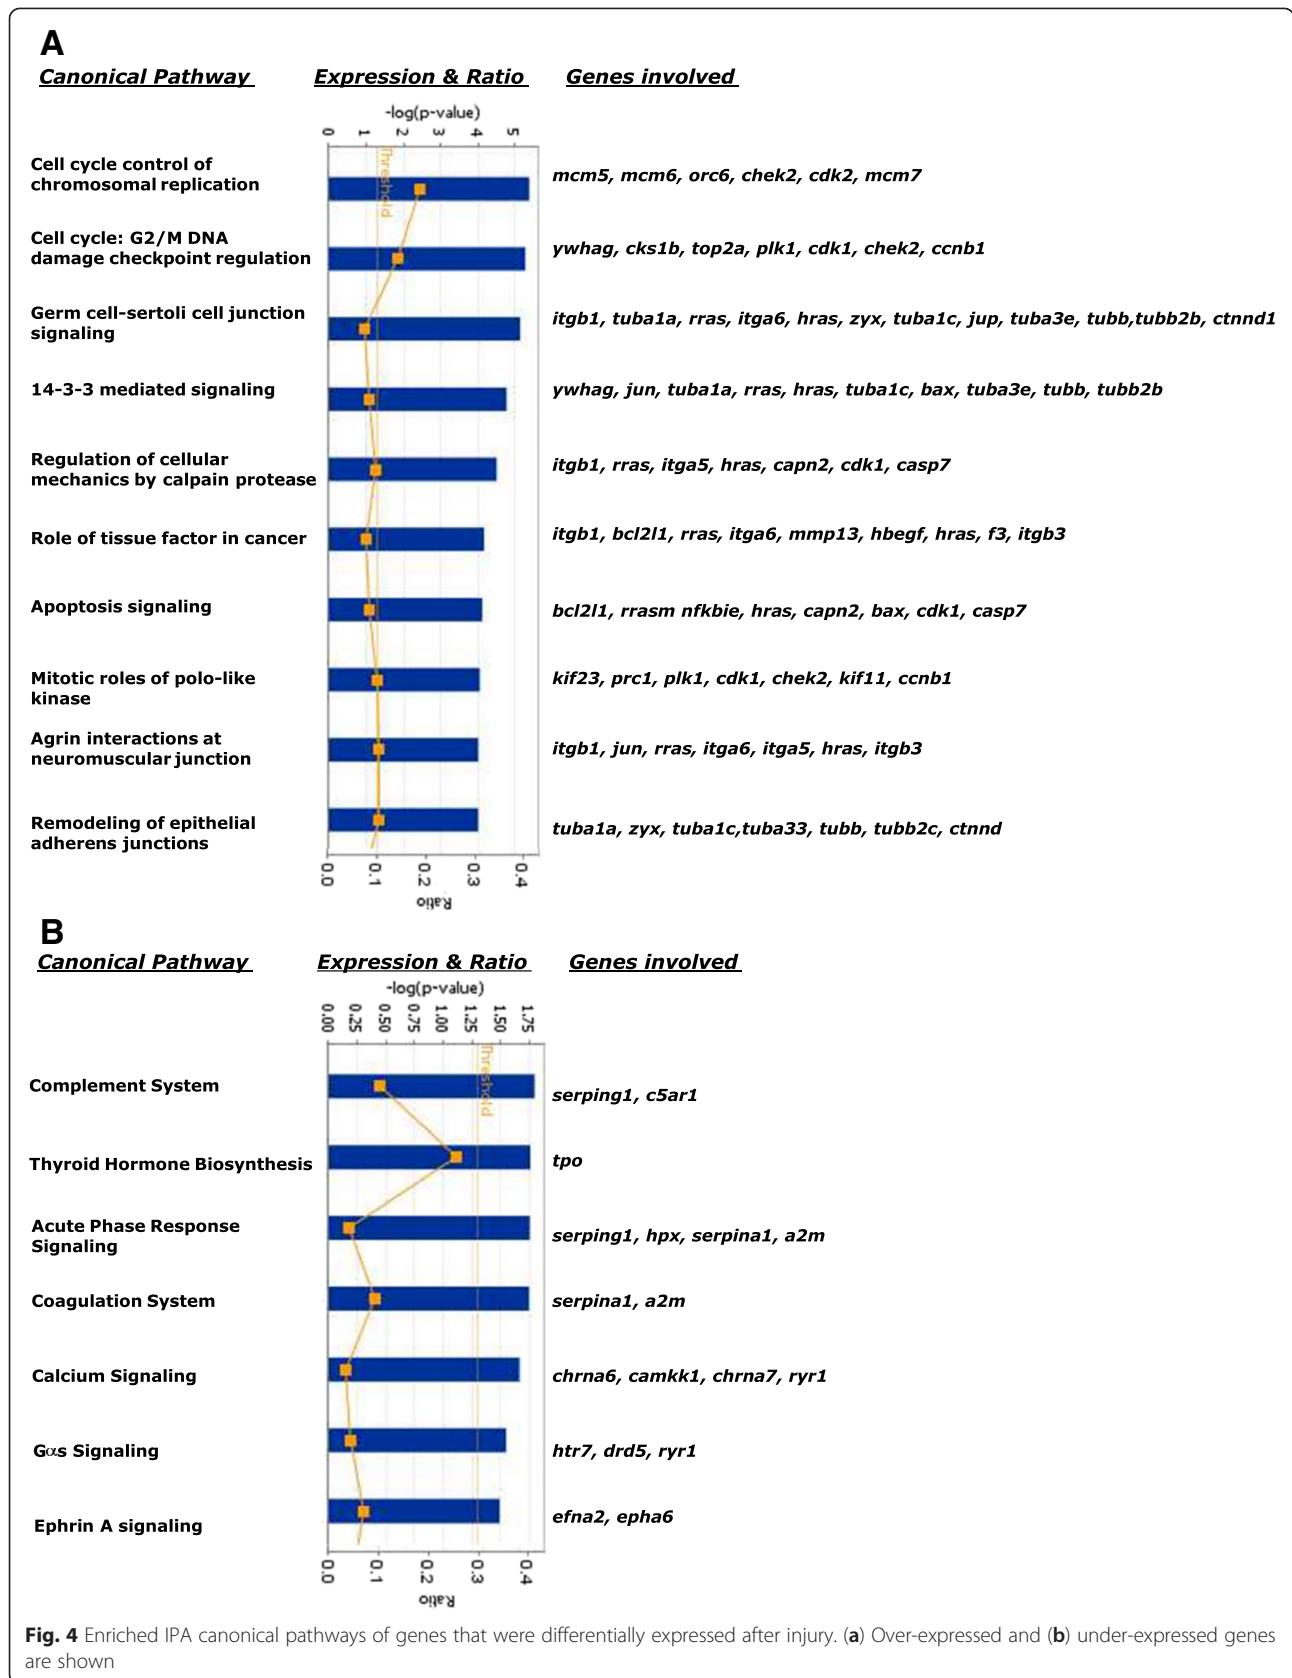 A
Canonical Pathway Expression & Ratio Genes involved
-log(p-value)
0 1 2 3 4 5
Threshold
Cell cycle control of
chromosomal replication
mcm5, mcm6, orc6, chek2, cdk2, mcm7
Cell cycle: G2/M DNA
damage checkpoint regulation
ywhag, cks1b, top2a, plk1, cdk1, chek2, ccnb1
Germ cell-sertoli cell junction
signaling
itgb1, tuba1a, rras, itga6, hras, zyx, tuba1c, jup, tuba3e, tubb,tubb2b, ctnnd1
14-3-3 mediated signaling
ywhag, jun, tuba1a, rras, hras, tuba1c, bax, tuba3e, tubb, tubb2b
Regulation of cellular
mechanics by calpain protease
itgb1, rras, itga5, hras, capn2, cdk1, casp7
Role of tissue factor in cancer
itgb1, bcl2l1, rras, itga6, mmp13, hbegf, hras, f3, itgb3
Apoptosis signaling
bcl2l1, rrasm nfkbie, hras, capn2, bax, cdk1, casp7
Mitotic roles of polo-like
kinase
kif23, prc1, plk1, cdk1, chek2, kif11, ccnb1
Agrin interactions at
neuromuscular junction
itgb1, jun, rras, itga6, itga5, hras, itgb3
Remodeling of epithelial
adherens junctions
tuba1a, zyx, tuba1c,tuba33, tubb, tubb2c, ctnnd
0.0 0.1 0.2 0.3 0.4
Ratio
B
Canonical Pathway Expression & Ratio Genes involved
-log(p-value)
0.00 0.25 0.50 0.75 1.00 1.25 1.50 1.75
Threshold
Complement System
serping1, c5ar1
Thyroid Hormone Biosynthesis
tpo
Acute Phase Response
Signaling
serping1, hpx, serpina1, a2m
Coagulation System
serpina1, a2m
Calcium Signaling
chrna6, camkk1, chrna7, ryr1
Gαs Signaling
htr7, drd5, ryr1
Ephrin A signaling
efna2, epha6
0.0 0.1 0.2 0.3 0.4
Ratio
Fig. 4 Enriched IPA canonical pathways of genes that were differentially expressed after injury. (a) Over-expressed and (b) under-expressed genes
are shown